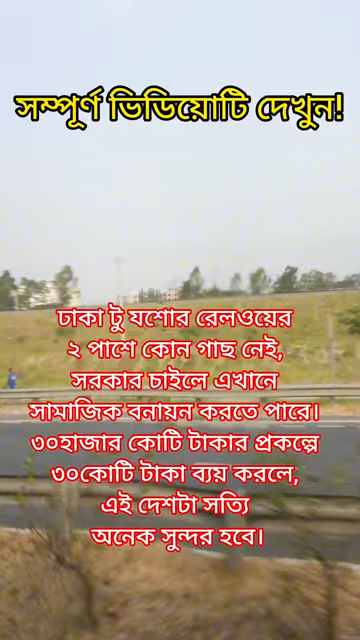 সম্পূর্ণ ভিডিয়োটি দেখুন!
ঢাকা টু যশোর রেলওয়ের
২ পাশে কোন গাছ নেই,
সরকার চাইলে এখানে
সামাজিক বনায়ন করতে পারে।
৩০হাজার কোটি টাকার প্রকল্পে
৩০কোটি টাকা ব্যয় করলে,
এই দেশটা সত্যি
অনেক সুন্দর হবে।